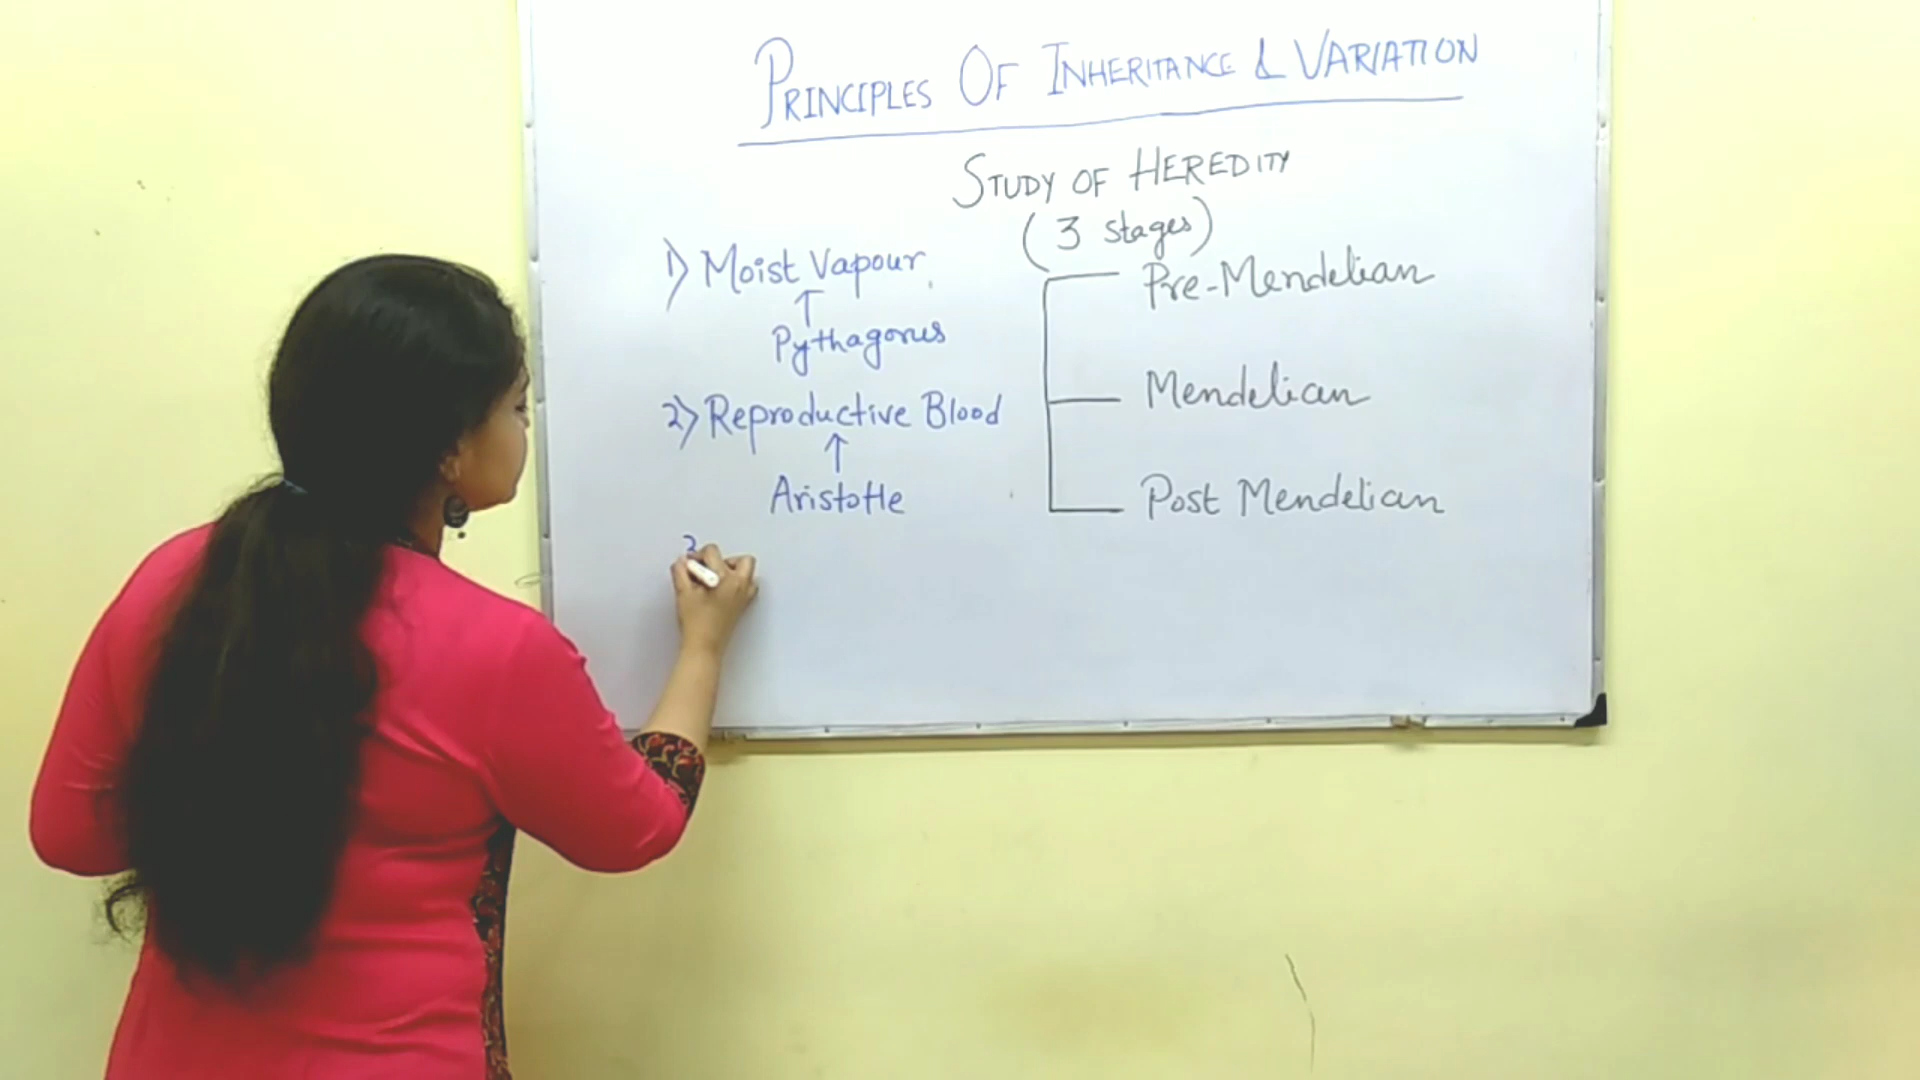 PRINCIPLES OF INHERITANCE & VARIATION
STUDY OF HEREDITY
(3 stages)
1) Moist Vapour
↑
Pythagorus
2) Reproductive Blood
↑
Aristotle
3
Pre-Mendelian
Mendelian
Post Mendelian